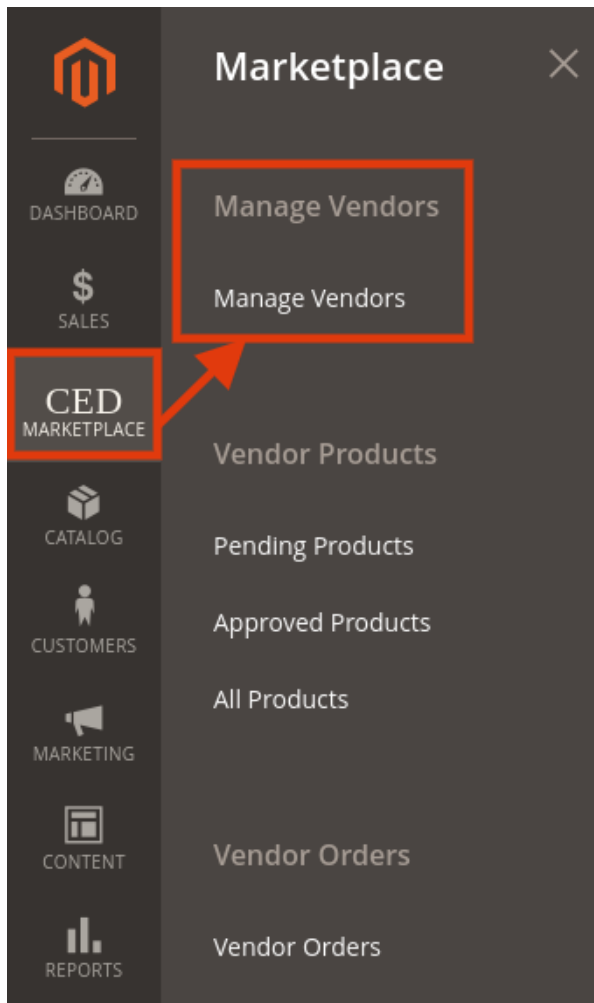 Marketplace
DASHBOARD
$
SALES
CED
MARKETPLACE
CATALOG
CUSTOMERS
MARKETING
CONTENT
REPORTS
Manage Vendors
Manage Vendors
Vendor Products
Pending Products
Approved Products
All Products
Vendor Orders
Vendor Orders